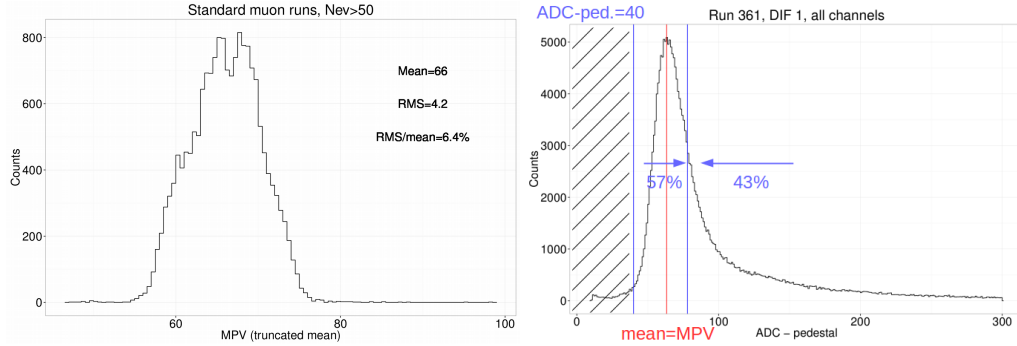 Standard muon runs, Nev>50
Counts
800
600
400
200
0
Mean=66
RMS=4.2
RMS/mean=6.4%
60
80
100
MPV (truncated mean)
ADC-ped.=40
Run 361, DIF 1, all channels
Counts
5000
4000
3000
2000
1000
0
57%
43%
0
100
200
300
mean=MPV
ADC − pedestal